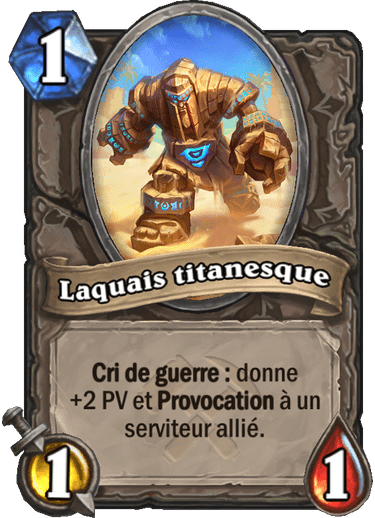 1
Laquais titanesque
Cri de guerre : donne
+2 PV et Provocation à un
serviteur allié.
1
1